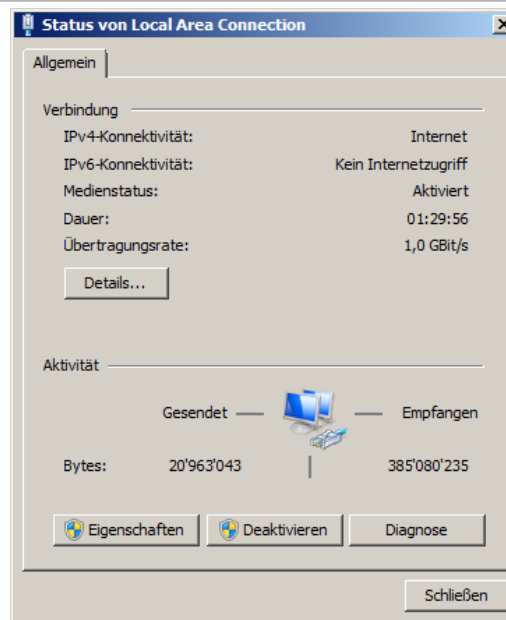 Status von Local Area Connection
Allgemein
Verbindung
IPv4-Konnektivität: Internet
IPv6-Konnektivität: Kein Internetzugriff
Medienstatus: Aktiviert
Dauer: 01:29:56
Übertragungsrate: 1,0 GBit/s
Details...
Aktivität
Gesendet Empfangen
Bytes: 20'963'043 385'080'235
Eigenschaften Deaktivieren Diagnose
Schließen